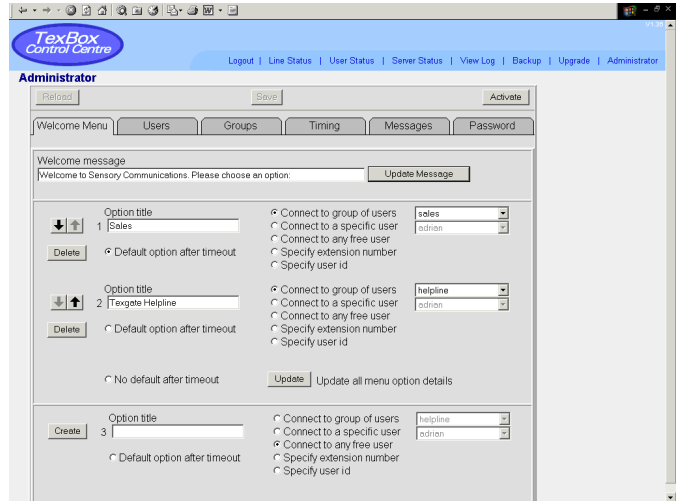 V1.35
TexBox
Control Centre
Logout | Line Status | User Status | Server Status | View Log | Backup | Upgrade | Administrator
Administrator
Reload Save Activate
Welcome Menu Users Groups Timing Messages Password
Welcome message
Welcome to Sensory Communications. Please choose an option: Update Message
Option title Connect to group of users sales
1 Sales Connect to a specific user adrian
Connect to any free user
Delete Default option after timeout Specify extension number
Specify user id
Option title Connect to group of users helpline
2 Texgate Helpline Connect to a specific user adrian
Connect to any free user
Delete Default option after timeout Specify extension number
Specify user id
No default after timeout Update Update all menu option details
Option title Connect to group of users helpline
Create 3 Connect to a specific user adrian
Connect to any free user
Default option after timeout Specify extension number
Specify user id